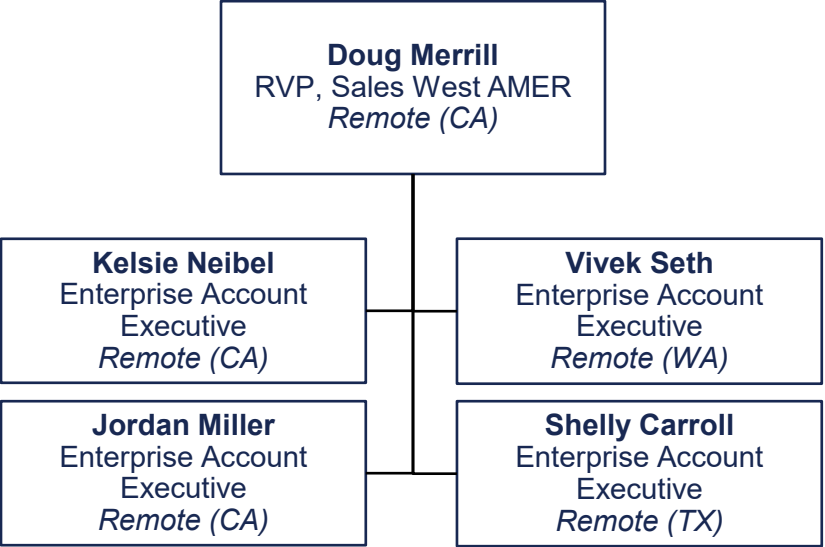 Doug Merrill
RVP, Sales West AMER
Remote (CA)
Kelsie Neibel
Enterprise Account
Executive
Remote (CA)
Vivek Seth
Enterprise Account
Executive
Remote (WA)
Jordan Miller
Enterprise Account
Executive
Remote (CA)
Shelly Carroll
Enterprise Account
Executive
Remote (TX)